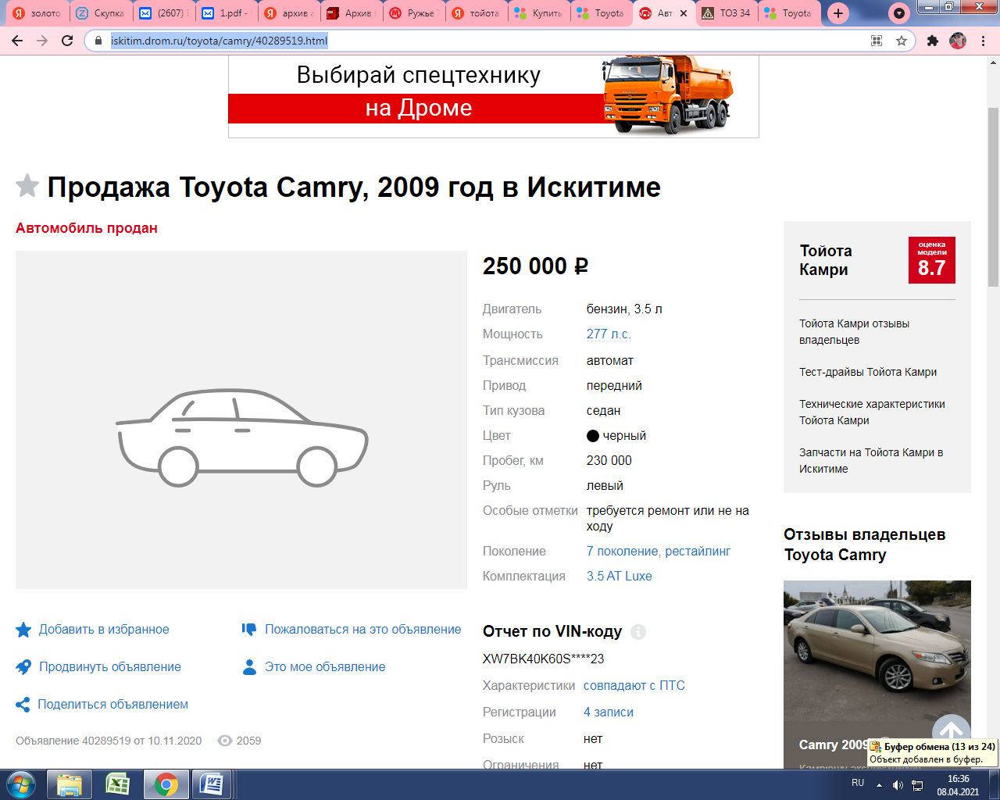 золото
Скупка
(2607)
1.pdf -
архив
Архив
Ружье
тойота
Купить
Toyota
Авт
ТОЗ 34
Toyota
iskitim.drom.ru/toyota/camry/40289519.html
Выбирай спецтехнику
на Дроме
Продажа Toyota Camry, 2009 год в Искитиме
Автомобиль продан
250 000 ₽
Двигатель бензин, 3.5 л
Мощность 277 л.с.
Трансмиссия автомат
Привод передний
Тип кузова седан
Цвет черный
Пробег, км 230 000
Руль левый
Особые отметки требуется ремонт или не на
ходу
Поколение 7 поколение, рестайлинг
Комплектация 3.5 AT Luxe
Отчет по VIN-коду
XW7BK40K60S****23
Характеристики совпадают с ПТС
Регистрации 4 записи
Розыск нет
Ограничения нет
Добавить в избранное
Пожаловаться на это объявление
Продвинуть объявление
Это мое объявление
Поделиться объявлением
Объявление 40289519 от 10.11.2020 2059
Тойота
Камри
оценка
модели
8.7
Тойота Камри отзывы
владельцев
Тест-драйвы Тойота Камри
Технические характеристики
Тойота Камри
Запчасти на Тойота Камри в
Искитиме
Отзывы владельцев
Toyota Camry
Camry 2009
Буфер обмена (13 из 24)
Объект добавлен в буфер.
RU
16:36
08.04.2021